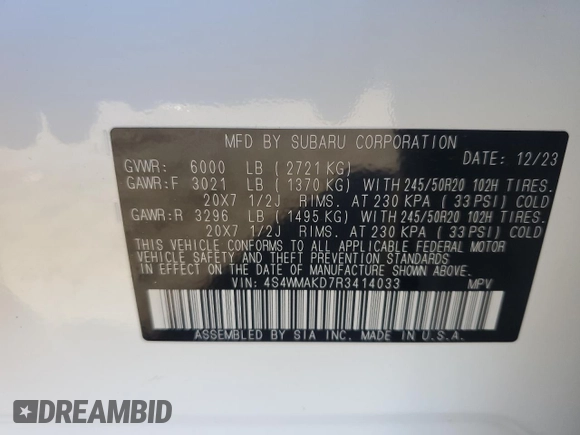 MFD BY SUBARU CORPORATION
GVWR: 6000 LB ( 2721 KG) DATE: 12/23
GAWR:F 3021 LB ( 1370 KG) WITH 245/50R20 102H TIRES.
20X7 1/2J RIMS. AT 230 KPA ( 33 PSI) COLD
GAWR:R 3296 LB ( 1495 KG) WITH 245/50R20 102H TIRES.
20X7 1/2J RIMS. AT 230 KPA ( 33 PSI) COLD
THIS VEHICLE CONFORMS TO ALL APPLICABLE FEDERAL MOTOR
VEHICLE SAFETY AND THEFT PREVENTION STANDARDS
IN EFFECT ON THE DATE OF MANUFACTURE SHOWN ABOVE.
VIN: 4S4WMAKD7R3414033 MPV
ASSEMBLED BY SIA INC. MADE IN U.S.A.
DREAMBID